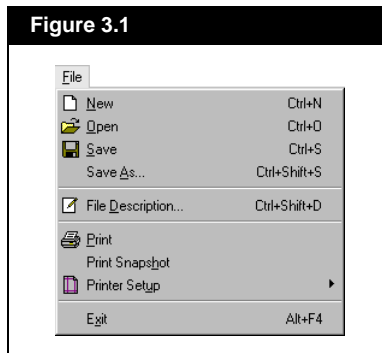 Figure 3.1
File
New Ctrl+N
Open Ctrl+O
Save Ctrl+S
Save As... Ctrl+Shift+S
File Description... Ctrl+Shift+D
Print
Print Snapshot
Printer Setup
Exit Alt+F4